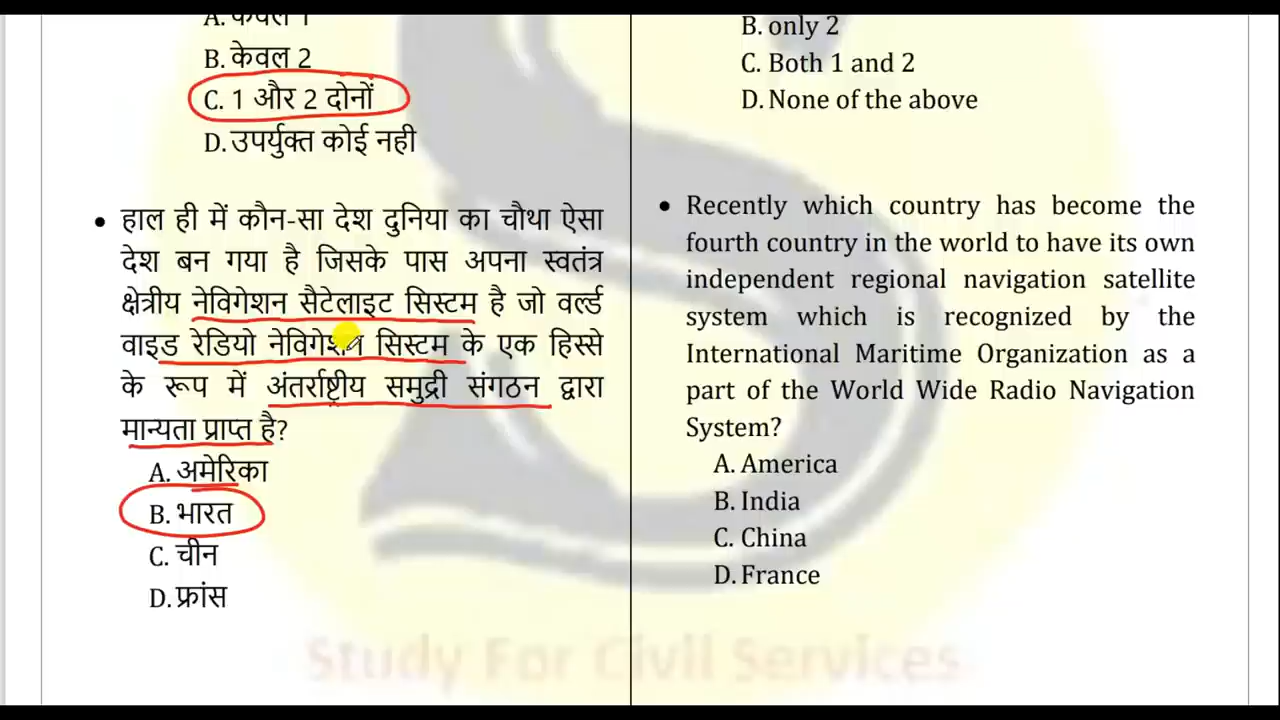 A. केवल 1
B. केवल 2
C. 1 और 2 दोनों
D. उपर्युक्त कोई नही
• हाल ही में कौन-सा देश दुनिया का चौथा ऐसा
देश बन गया है जिसके पास अपना स्वतंत्र
क्षेत्रीय नेविगेशन सैटेलाइट सिस्टम है जो वर्ल्ड
वाइड रेडियो नेविगेशन सिस्टम के एक हिस्से
के रूप में अंतर्राष्ट्रीय समुद्री संगठन द्वारा
मान्यता प्राप्त है?
A. अमेरिका
B. भारत
C. चीन
D. फ्रांस
B. only 2
C. Both 1 and 2
D. None of the above
• Recently which country has become the
fourth country in the world to have its own
independent regional navigation satellite
system which is recognized by the
International Maritime Organization as a
part of the World Wide Radio Navigation
System?
A. America
B. India
C. China
D. France
Study For Civil Services